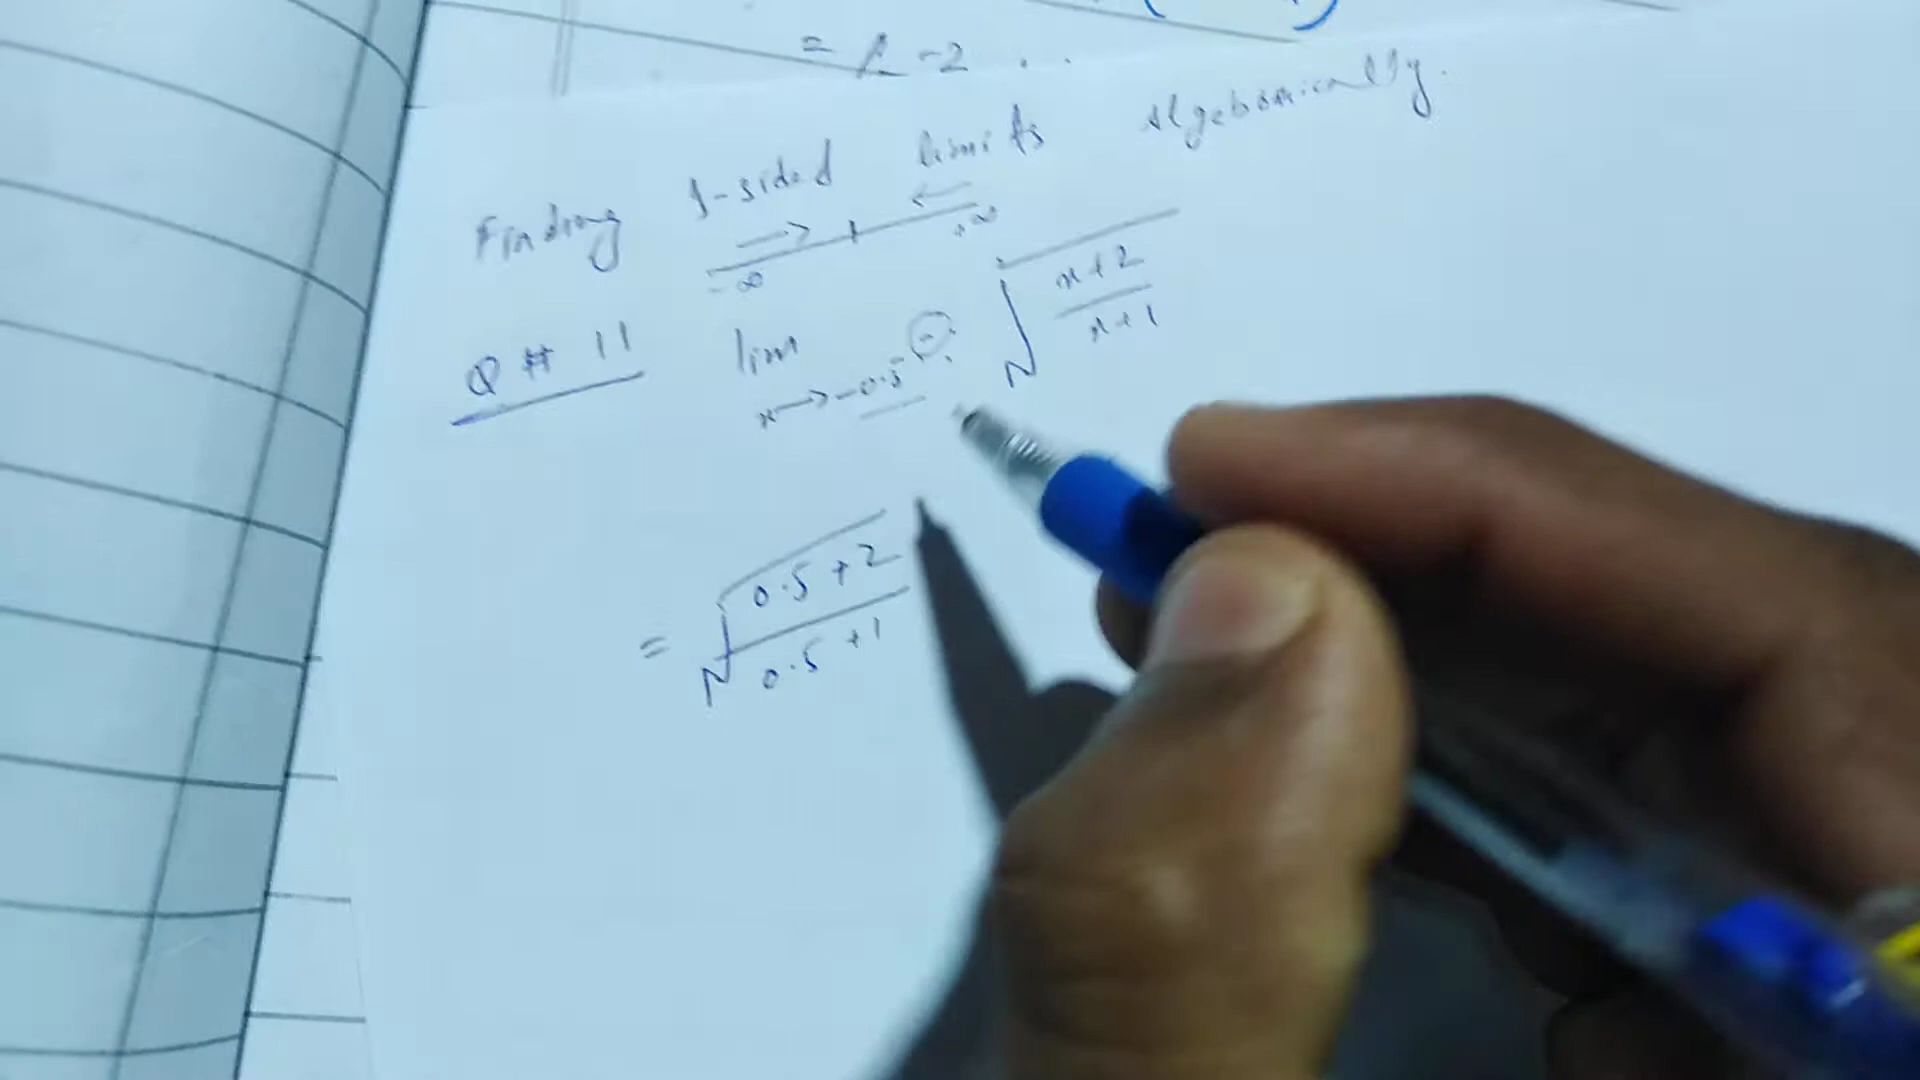 = r -2 . .
Finding 1-sided limits algebraically.
-∞ +∞
Q # 11 lim x→-0.5⁻ √((x+2)/(x+1))
= √((0.5+2)/(0.5+1))